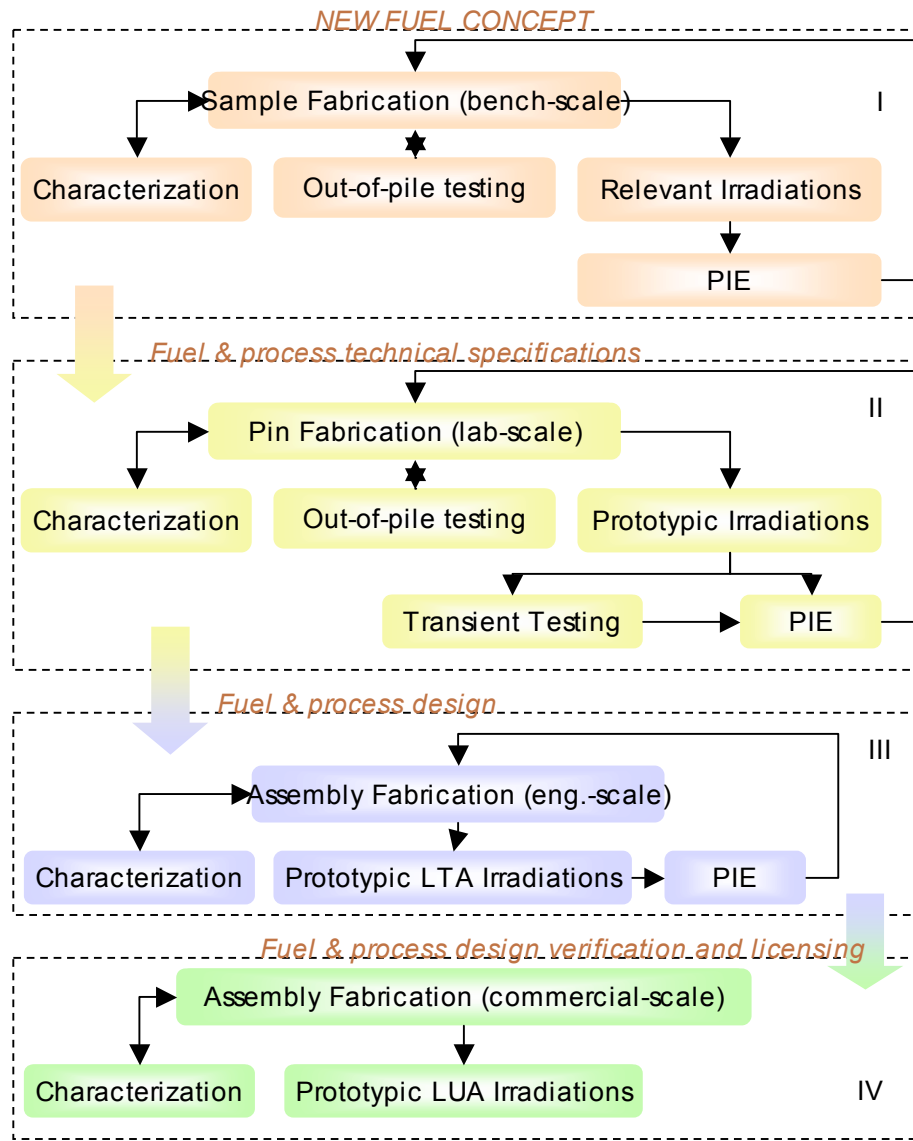 NEW FUEL CONCEPT
Sample Fabrication (bench-scale)
I
Characterization
Out-of-pile testing
Relevant Irradiations
PIE
Fuel & process technical specifications
II
Pin Fabrication (lab-scale)
Characterization
Out-of-pile testing
Prototypic Irradiations
Transient Testing
PIE
Fuel & process design
III
Assembly Fabrication (eng.-scale)
Characterization
Prototypic LTA Irradiations
PIE
Fuel & process design verification and licensing
Assembly Fabrication (commercial-scale)
Characterization
Prototypic LUA Irradiations
IV